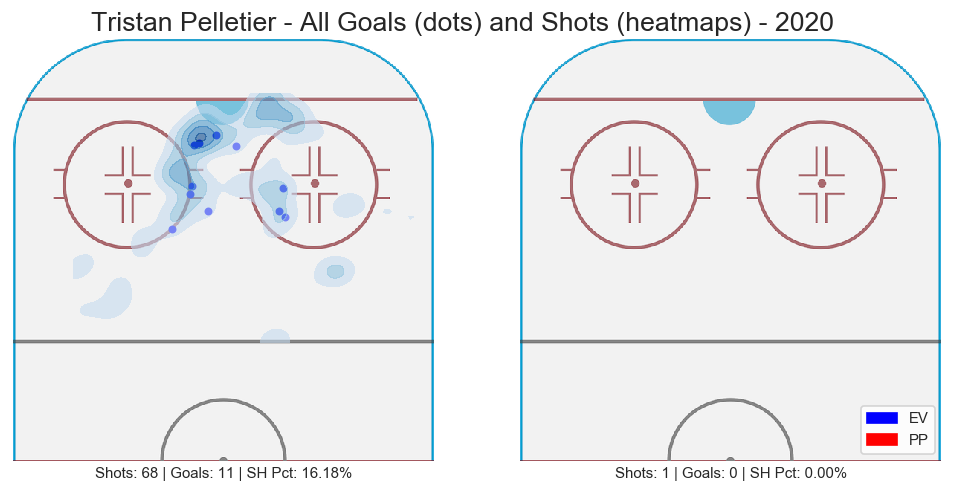 Tristan Pelletier - All Goals (dots) and Shots (heatmaps) - 2020
EV
PP
Shots: 68 | Goals: 11 | SH Pct: 16.18%
Shots: 1 | Goals: 0 | SH Pct: 0.00%